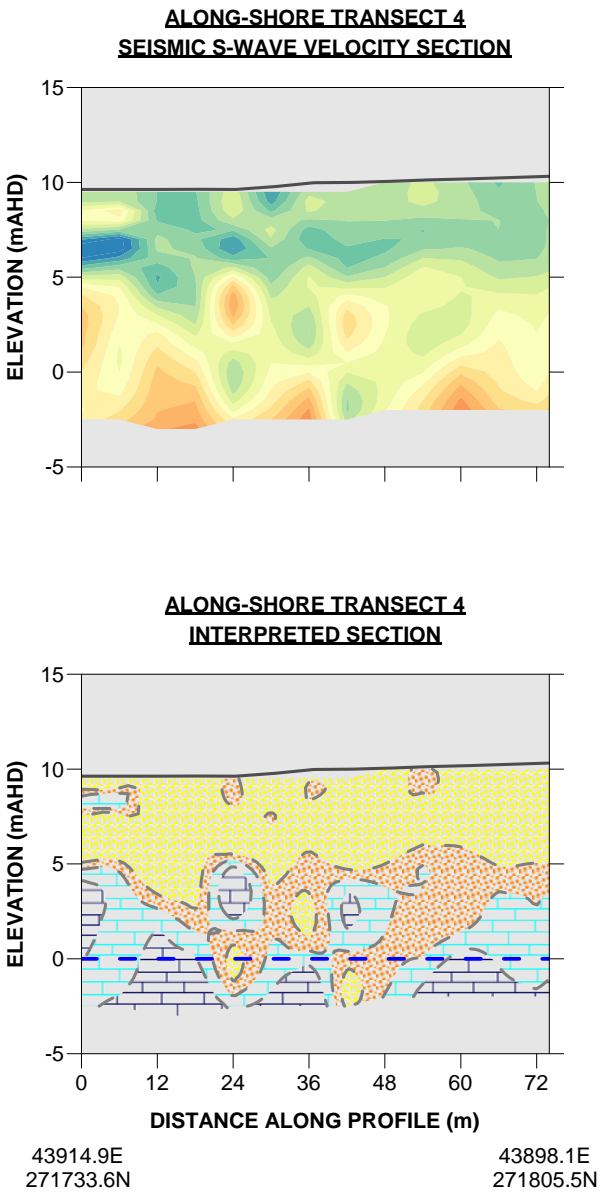 ALONG-SHORE TRANSECT 4
SEISMIC S-WAVE VELOCITY SECTION
15
10
5
0
-5
ELEVATION (mAHD)
ALONG-SHORE TRANSECT 4
INTERPRETED SECTION
15
10
5
0
-5
ELEVATION (mAHD)
0 12 24 36 48 60 72
DISTANCE ALONG PROFILE (m)
43914.9E 43898.1E
271733.6N 271805.5N